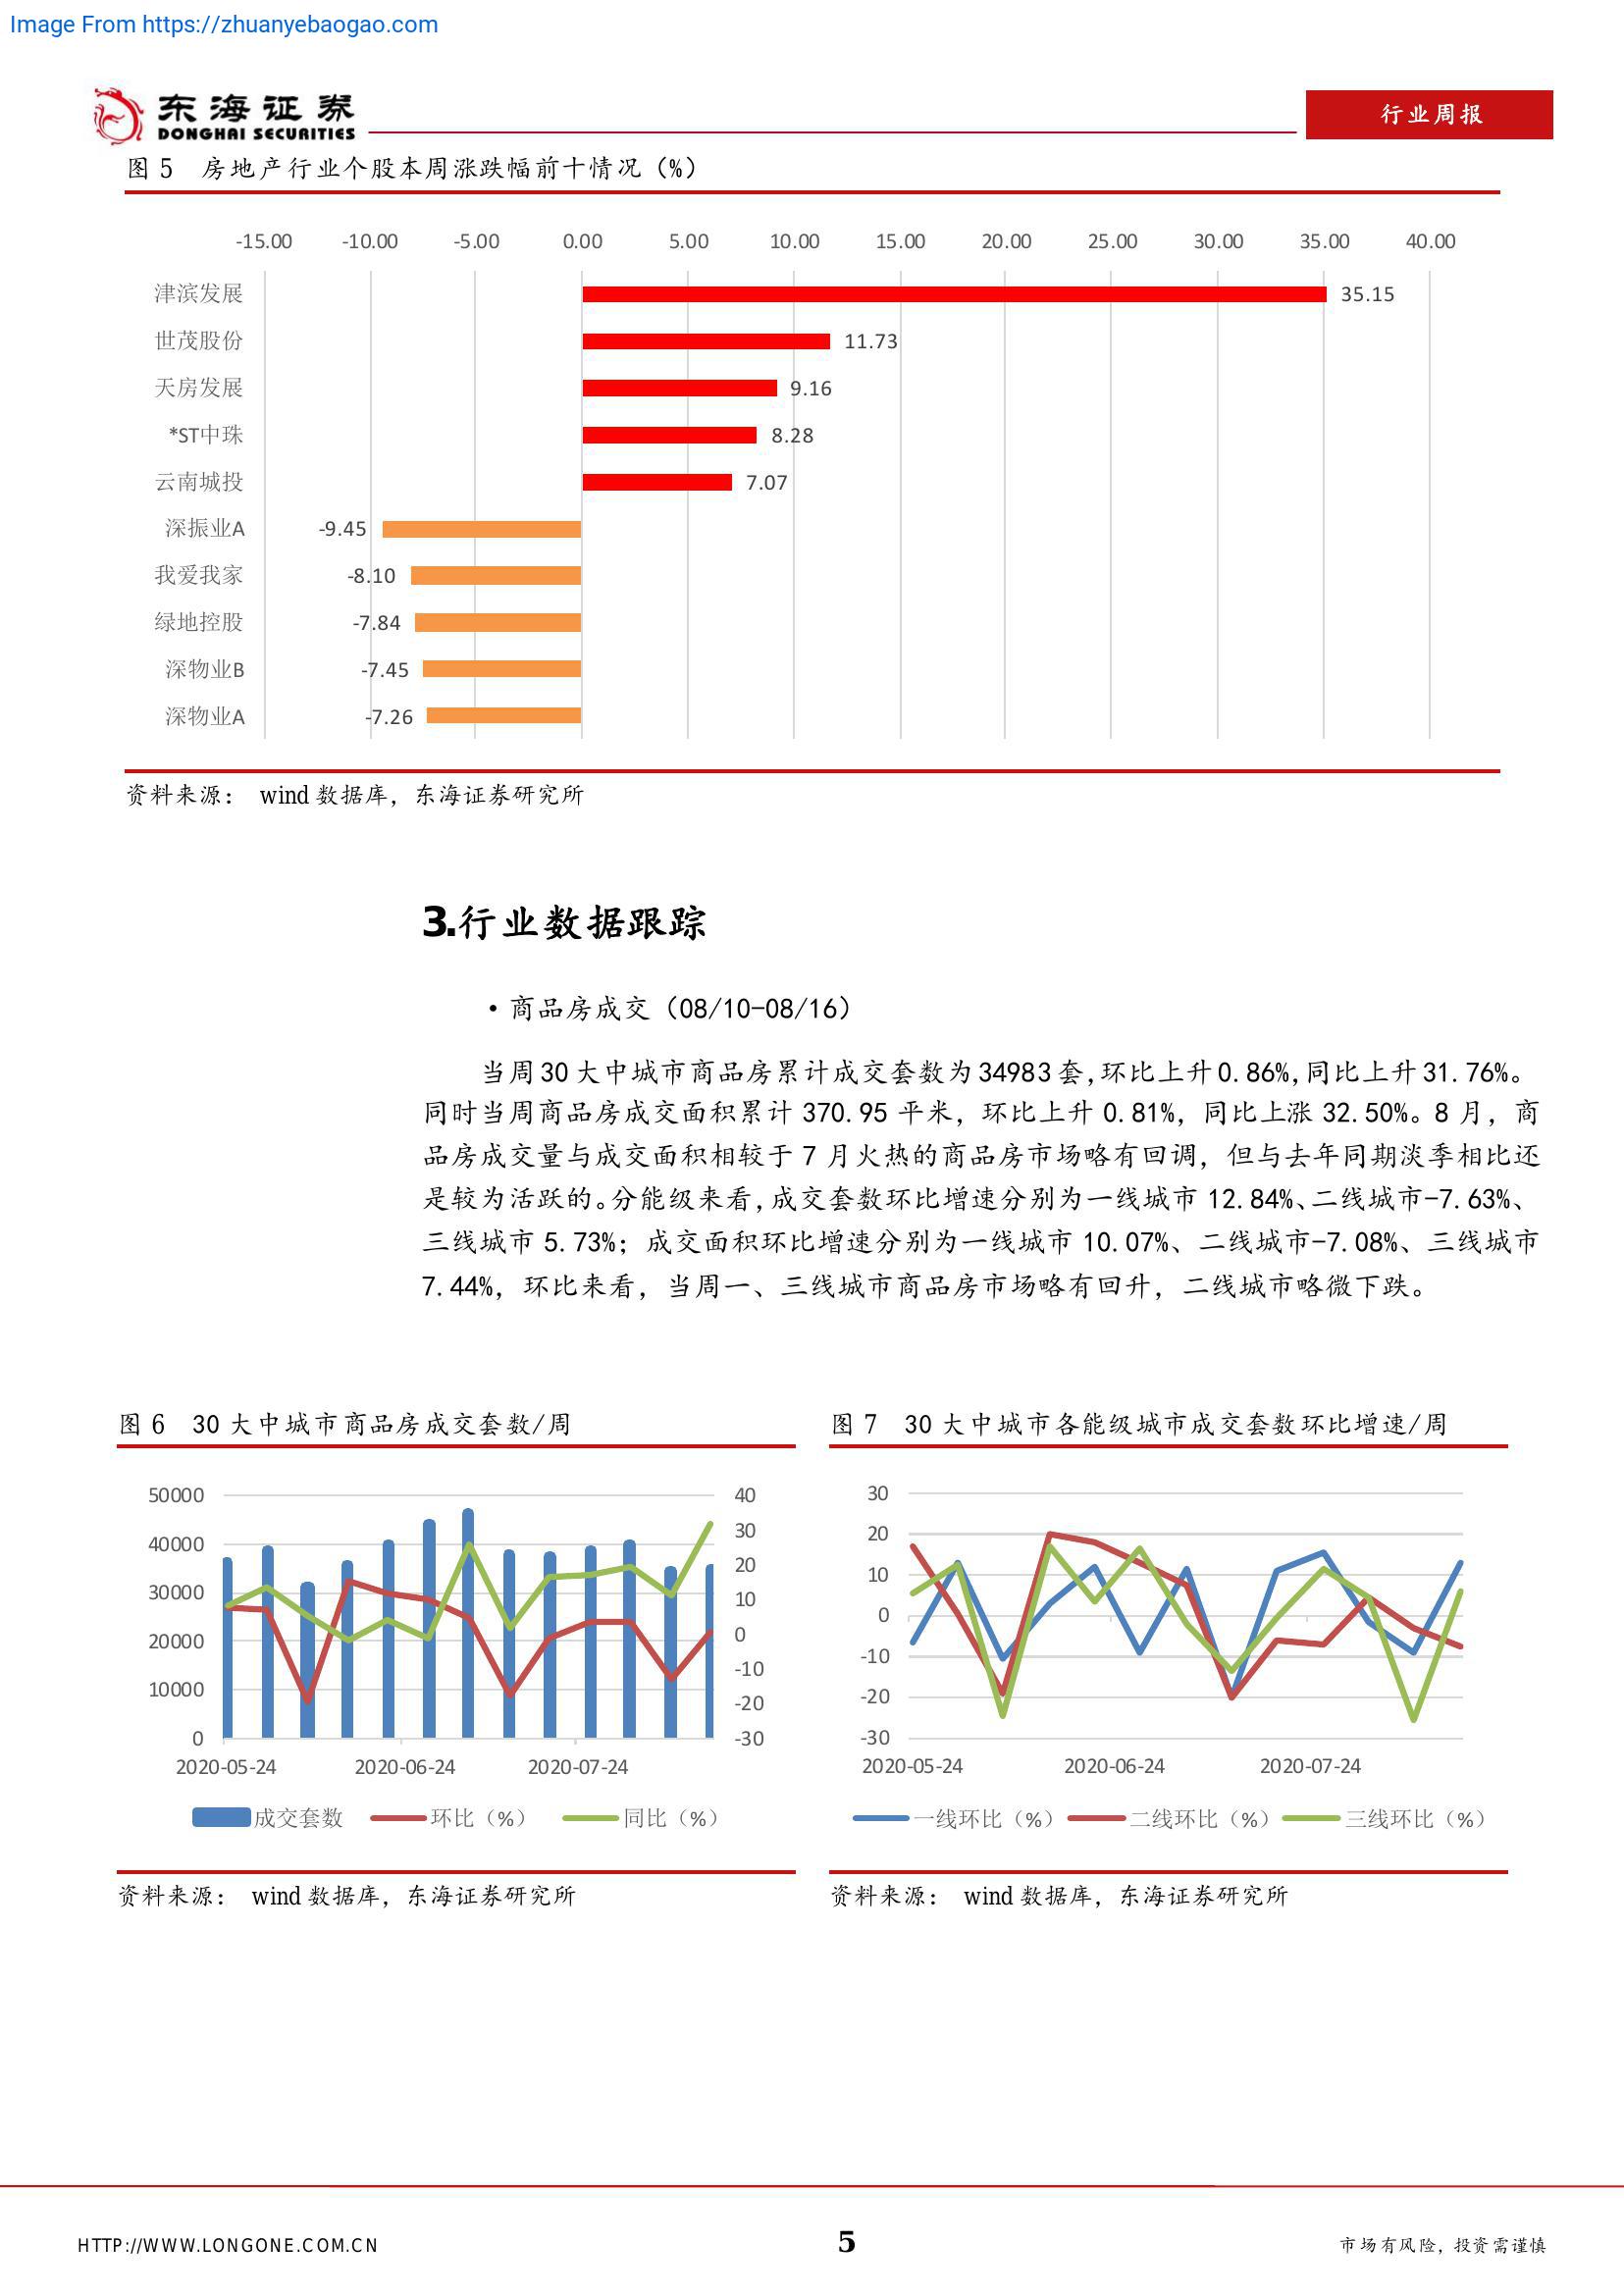 Image From https://zhuanyebaogao.com
东海证券
DONGHAI SECURITIES
行业周报
图 5 房地产行业个股本周涨跌幅前十情况（%）
-15.00 -10.00 -5.00 0.00 5.00 10.00 15.00 20.00 25.00 30.00 35.00 40.00
津滨发展 35.15
世茂股份 11.73
天房发展 9.16
*ST中珠 8.28
云南城投 7.07
深振业A -9.45
我爱我家 -8.10
绿地控股 -7.84
深物业B -7.45
深物业A -7.26
资料来源： wind 数据库，东海证券研究所
3.行业数据跟踪
·商品房成交（08/10-08/16）
当周 30 大中城市商品房累计成交套数为 34983 套，环比上升 0.86%，同比上升 31.76%。
同时当周商品房成交面积累计 370.95 平米，环比上升 0.81%，同比上涨 32.50%。8 月，商
品房成交量与成交面积相较于 7 月火热的商品房市场略有回调，但与去年同期淡季相比还
是较为活跃的。分能级来看，成交套数环比增速分别为一线城市 12.84%、二线城市-7.63%、
三线城市 5.73%；成交面积环比增速分别为一线城市 10.07%、二线城市-7.08%、三线城市
7.44%，环比来看，当周一、三线城市商品房市场略有回升，二线城市略微下跌。
图 6 30 大中城市商品房成交套数/周
50000 40
40000 30
30000 20
20000 10
10000 0
0 -10
-20
-30
2020-05-24 2020-06-24 2020-07-24
成交套数 环比（%） 同比（%）
资料来源： wind 数据库，东海证券研究所
图 7 30 大中城市各能级城市成交套数环比增速/周
30
20
10
0
-10
-20
-30
2020-05-24 2020-06-24 2020-07-24
一线环比（%） 二线环比（%） 三线环比（%）
资料来源： wind 数据库，东海证券研究所
HTTP://WWW.LONGONE.COM.CN
5
市场有风险，投资需谨慎